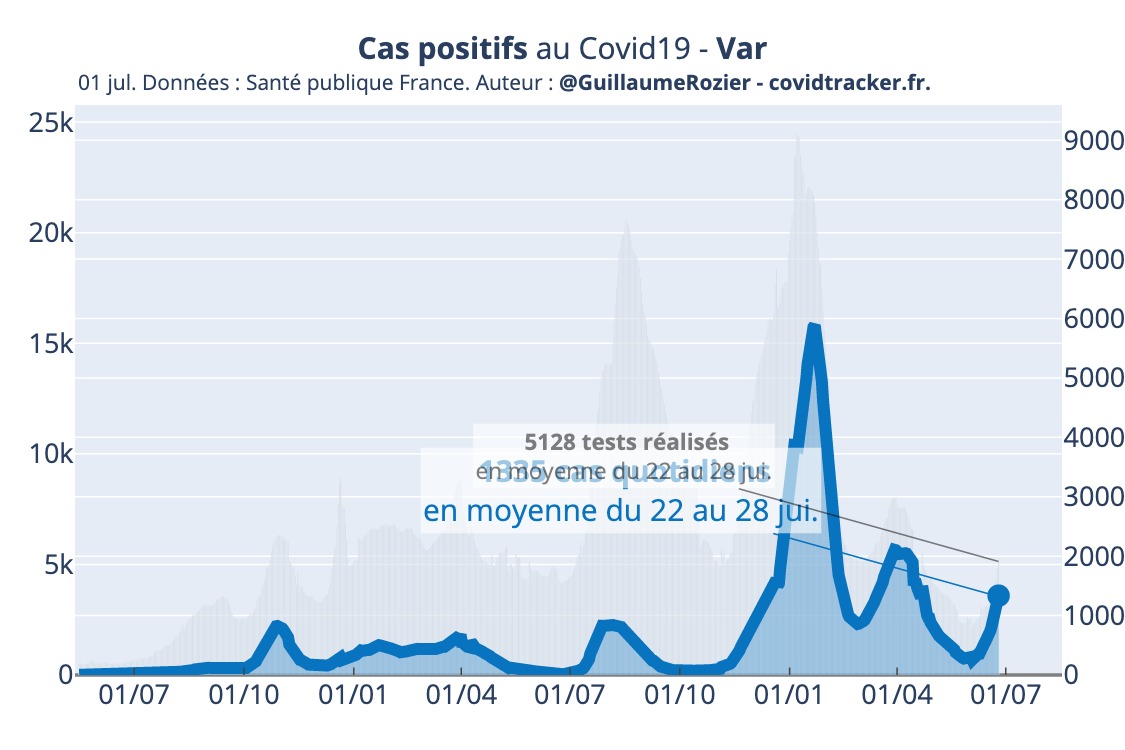 Cas positifs au Covid19 - Var
01 jul. Données : Santé publique France. Auteur : @GuillaumeRozier - covidtracker.fr.
25k
20k
15k
10k
5k
0
9000
8000
7000
6000
5000
4000
3000
2000
1000
0
5128 tests réalisés
en moyenne du 22 au 28 jui.
1335 cas quotidiens
en moyenne du 22 au 28 jui.
01/07
01/10
01/01
01/04
01/07
01/10
01/01
01/04
01/07